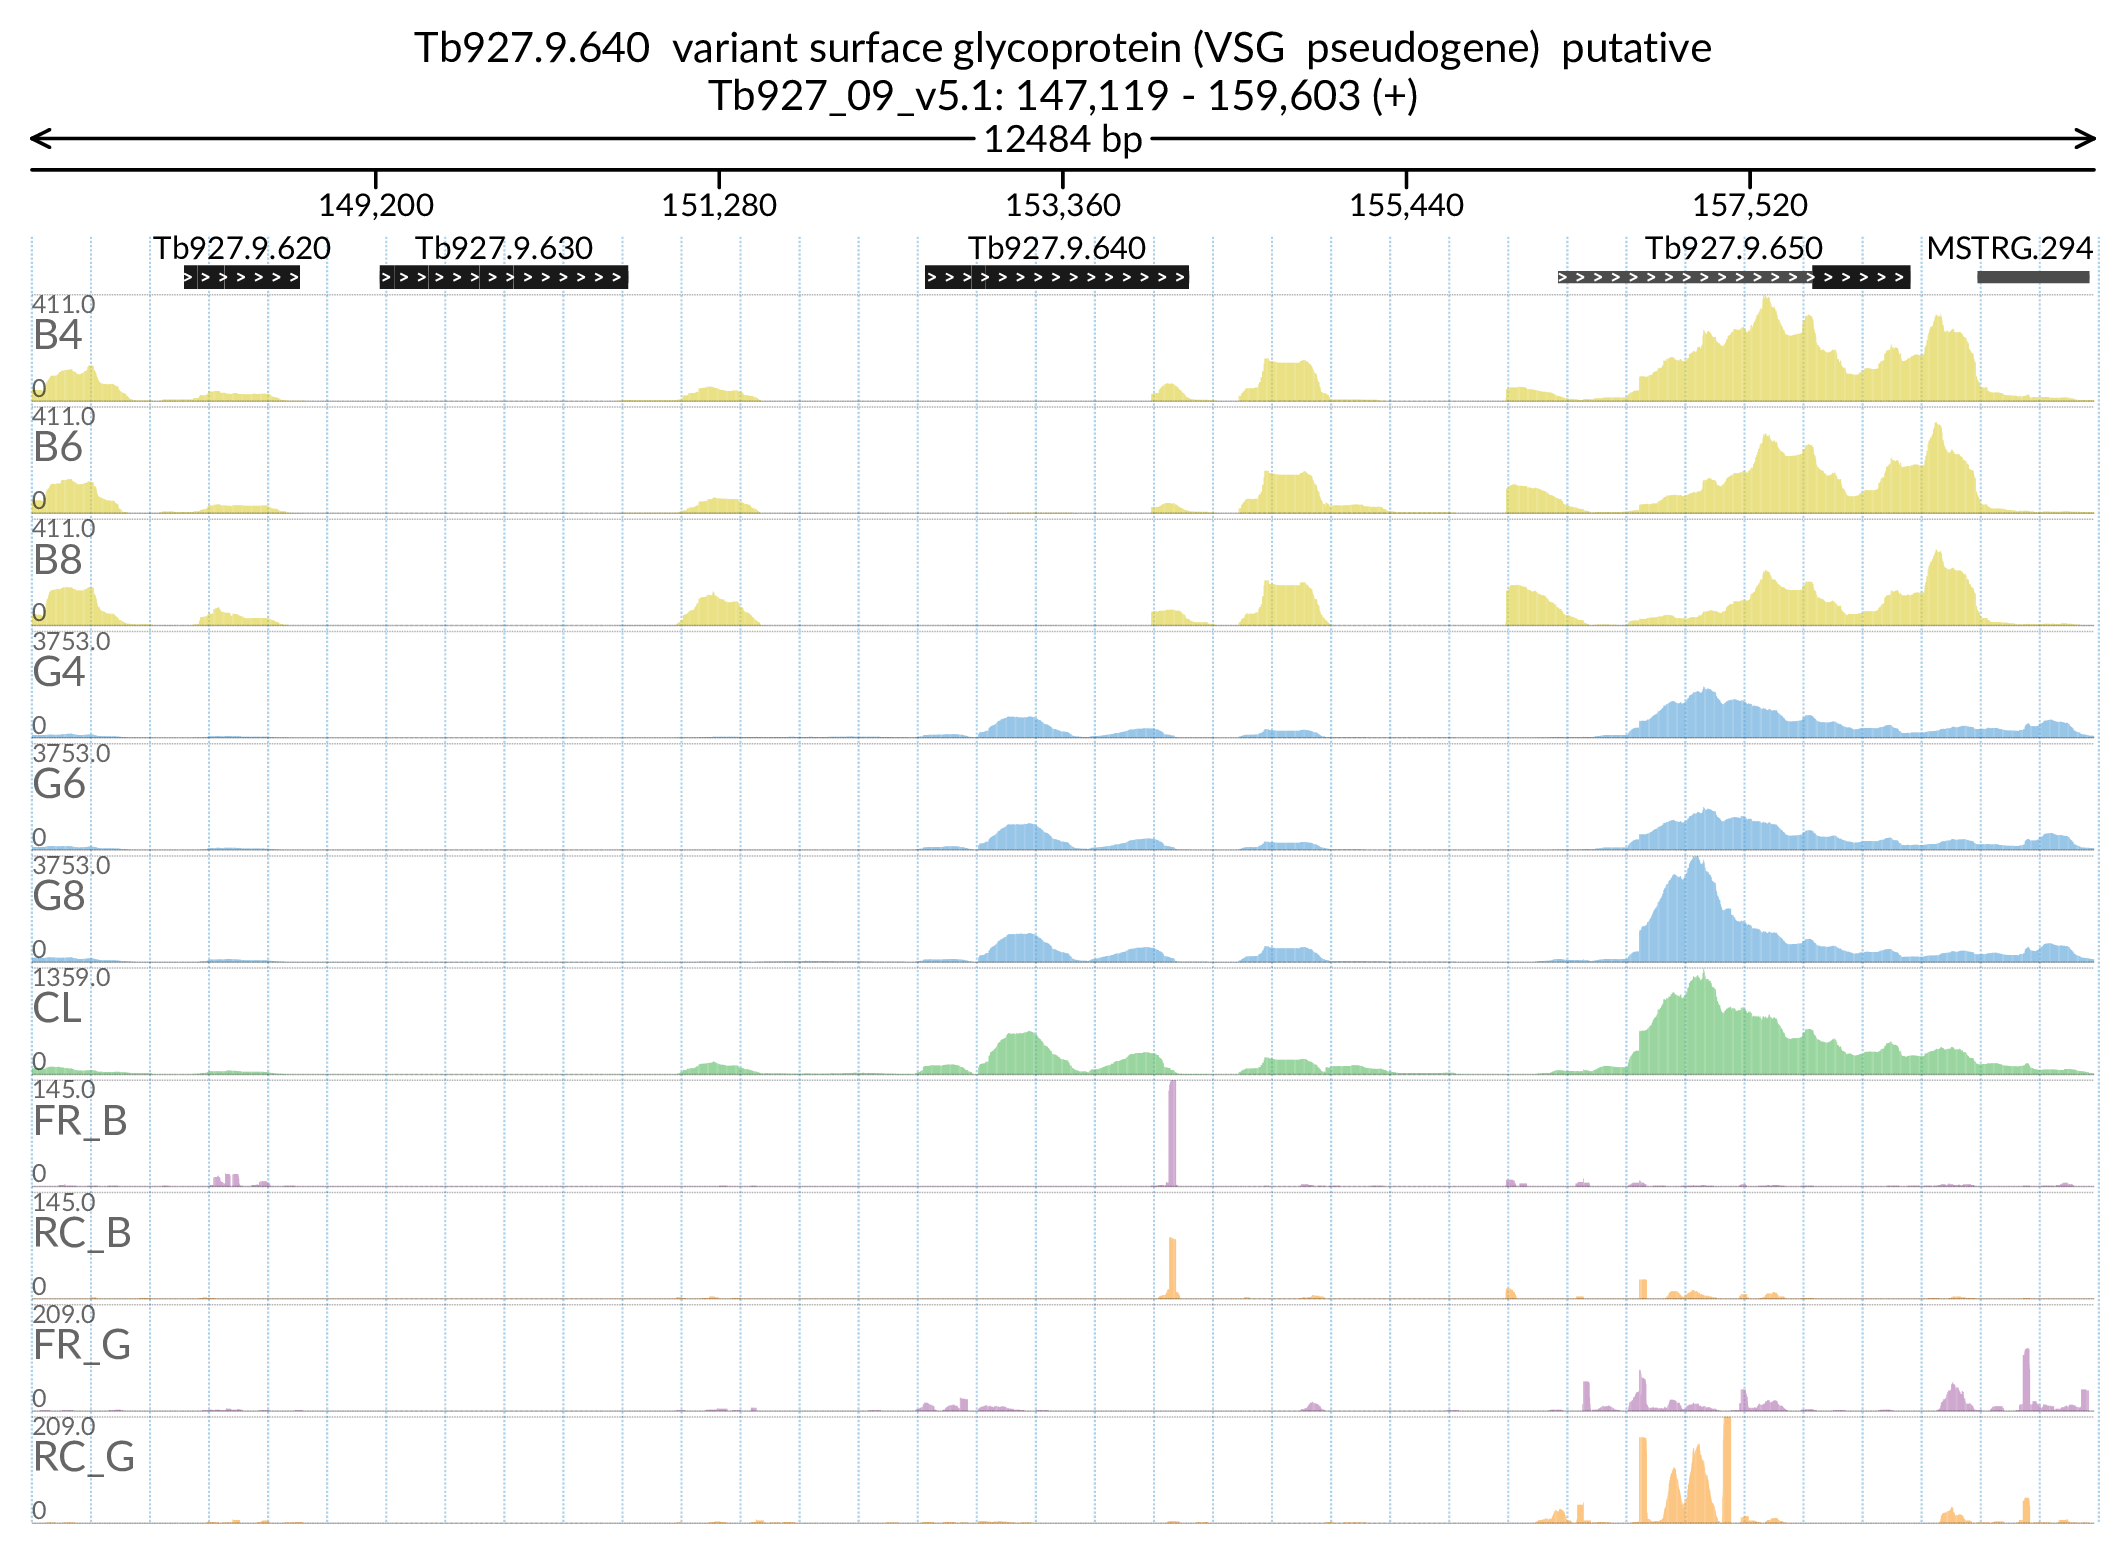 Tb927.9.640 variant surface glycoprotein (VSG pseudogene) putative
Tb927_09_v5.1: 147,119 - 159,603 (+)
12484 bp
149,200 151,280 153,360 155,440 157,520
Tb927.9.620 Tb927.9.630 Tb927.9.640 Tb927.9.650 MSTRG.294
411.0
B4
0
411.0
B6
0
411.0
B8
0
3753.0
G4
0
3753.0
G6
0
3753.0
G8
0
1359.0
CL
0
145.0
FR_B
0
145.0
RC_B
0
209.0
FR_G
0
209.0
RC_G
0